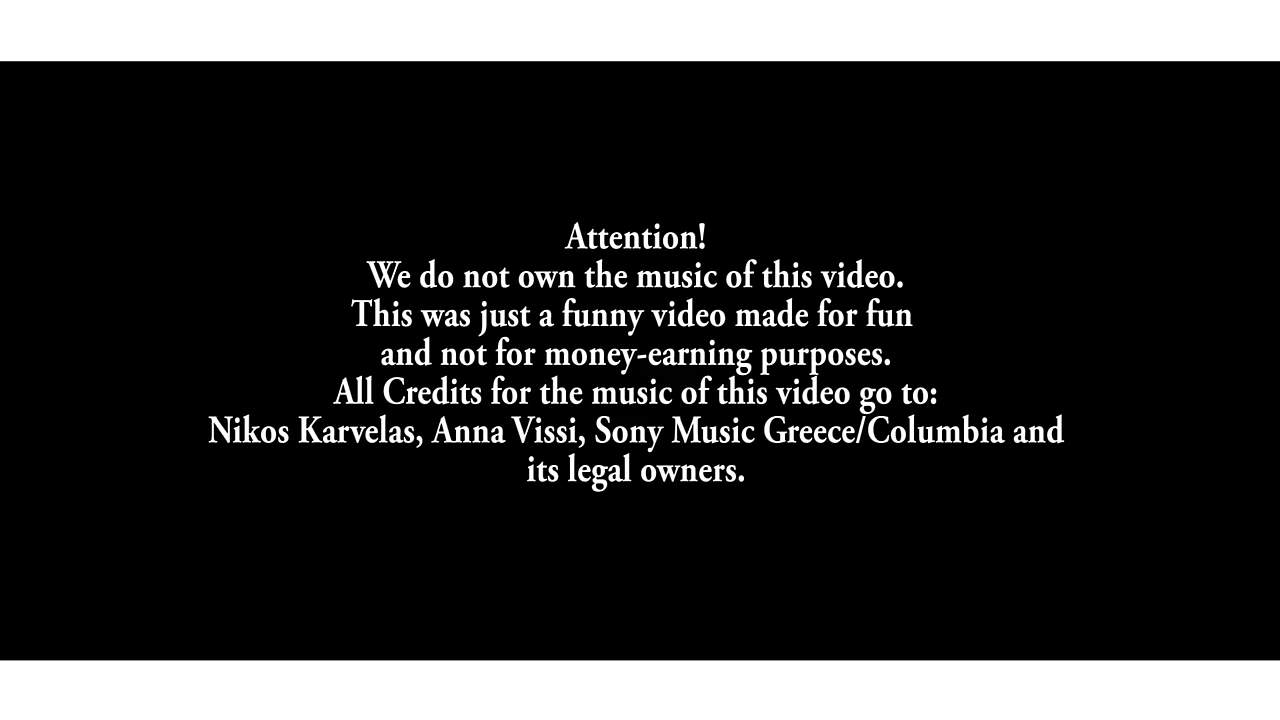 Attention!
We do not own the music of this video.
This was just a funny video made for fun
and not for money-earning purposes.
All Credits for the music of this video go to:
Nikos Karvelas, Anna Vissi, Sony Music Greece/Columbia and
its legal owners.